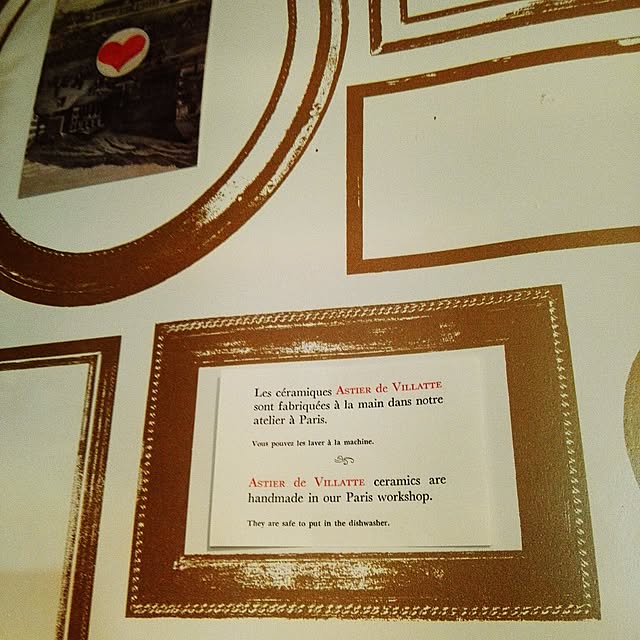 Les céramiques ASTIER de VILLATTE
sont fabriquées à la main dans notre
atelier à Paris.
Vous pouvez les laver à la machine.
ASTIER de VILLATTE ceramics are
handmade in our Paris workshop.
They are safe to put in the dishwasher.